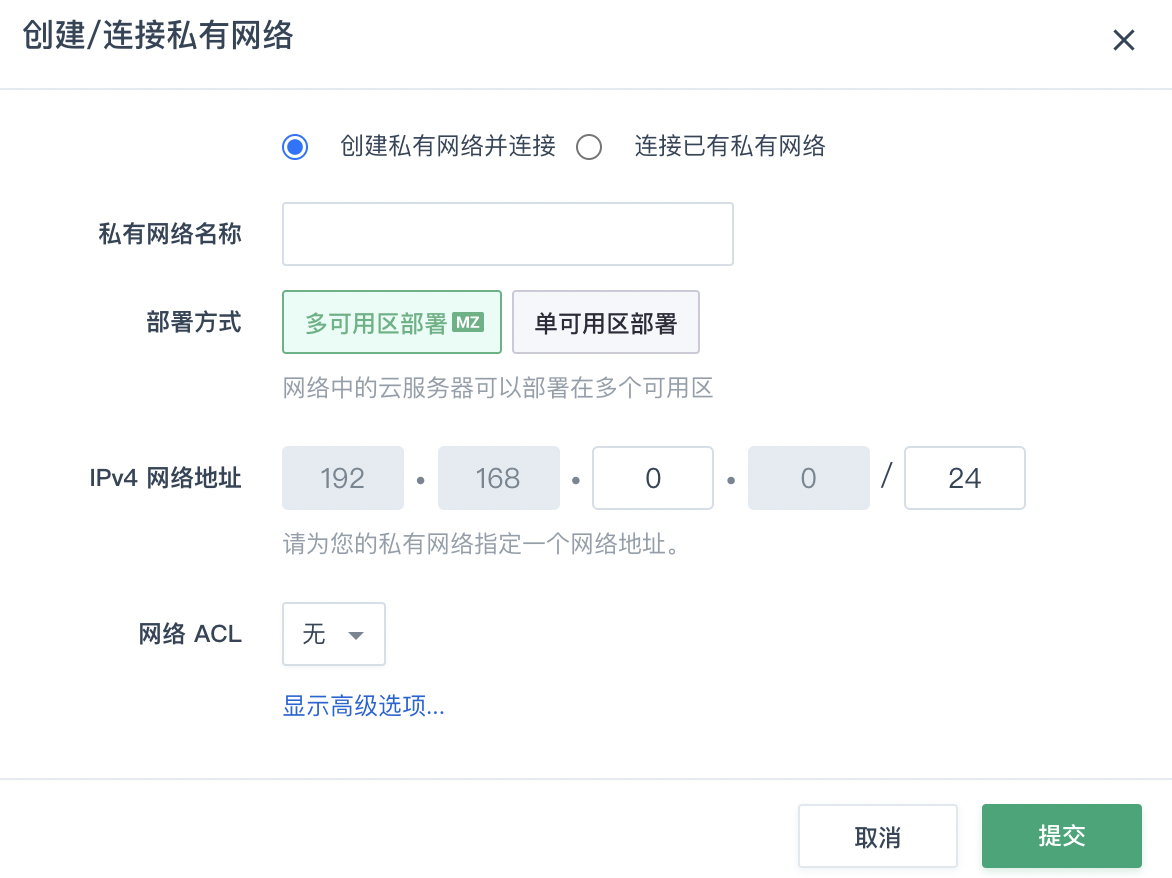 创建/连接私有网络
创建私有网络并连接 连接已有私有网络
私有网络名称
部署方式 多可用区部署 MZ 单可用区部署
网络中的云服务器可以部署在多个可用区
IPv4 网络地址 192 . 168 . 0 . 0 / 24
请为您的私有网络指定一个网络地址。
网络 ACL 无
显示高级选项...
取消 提交